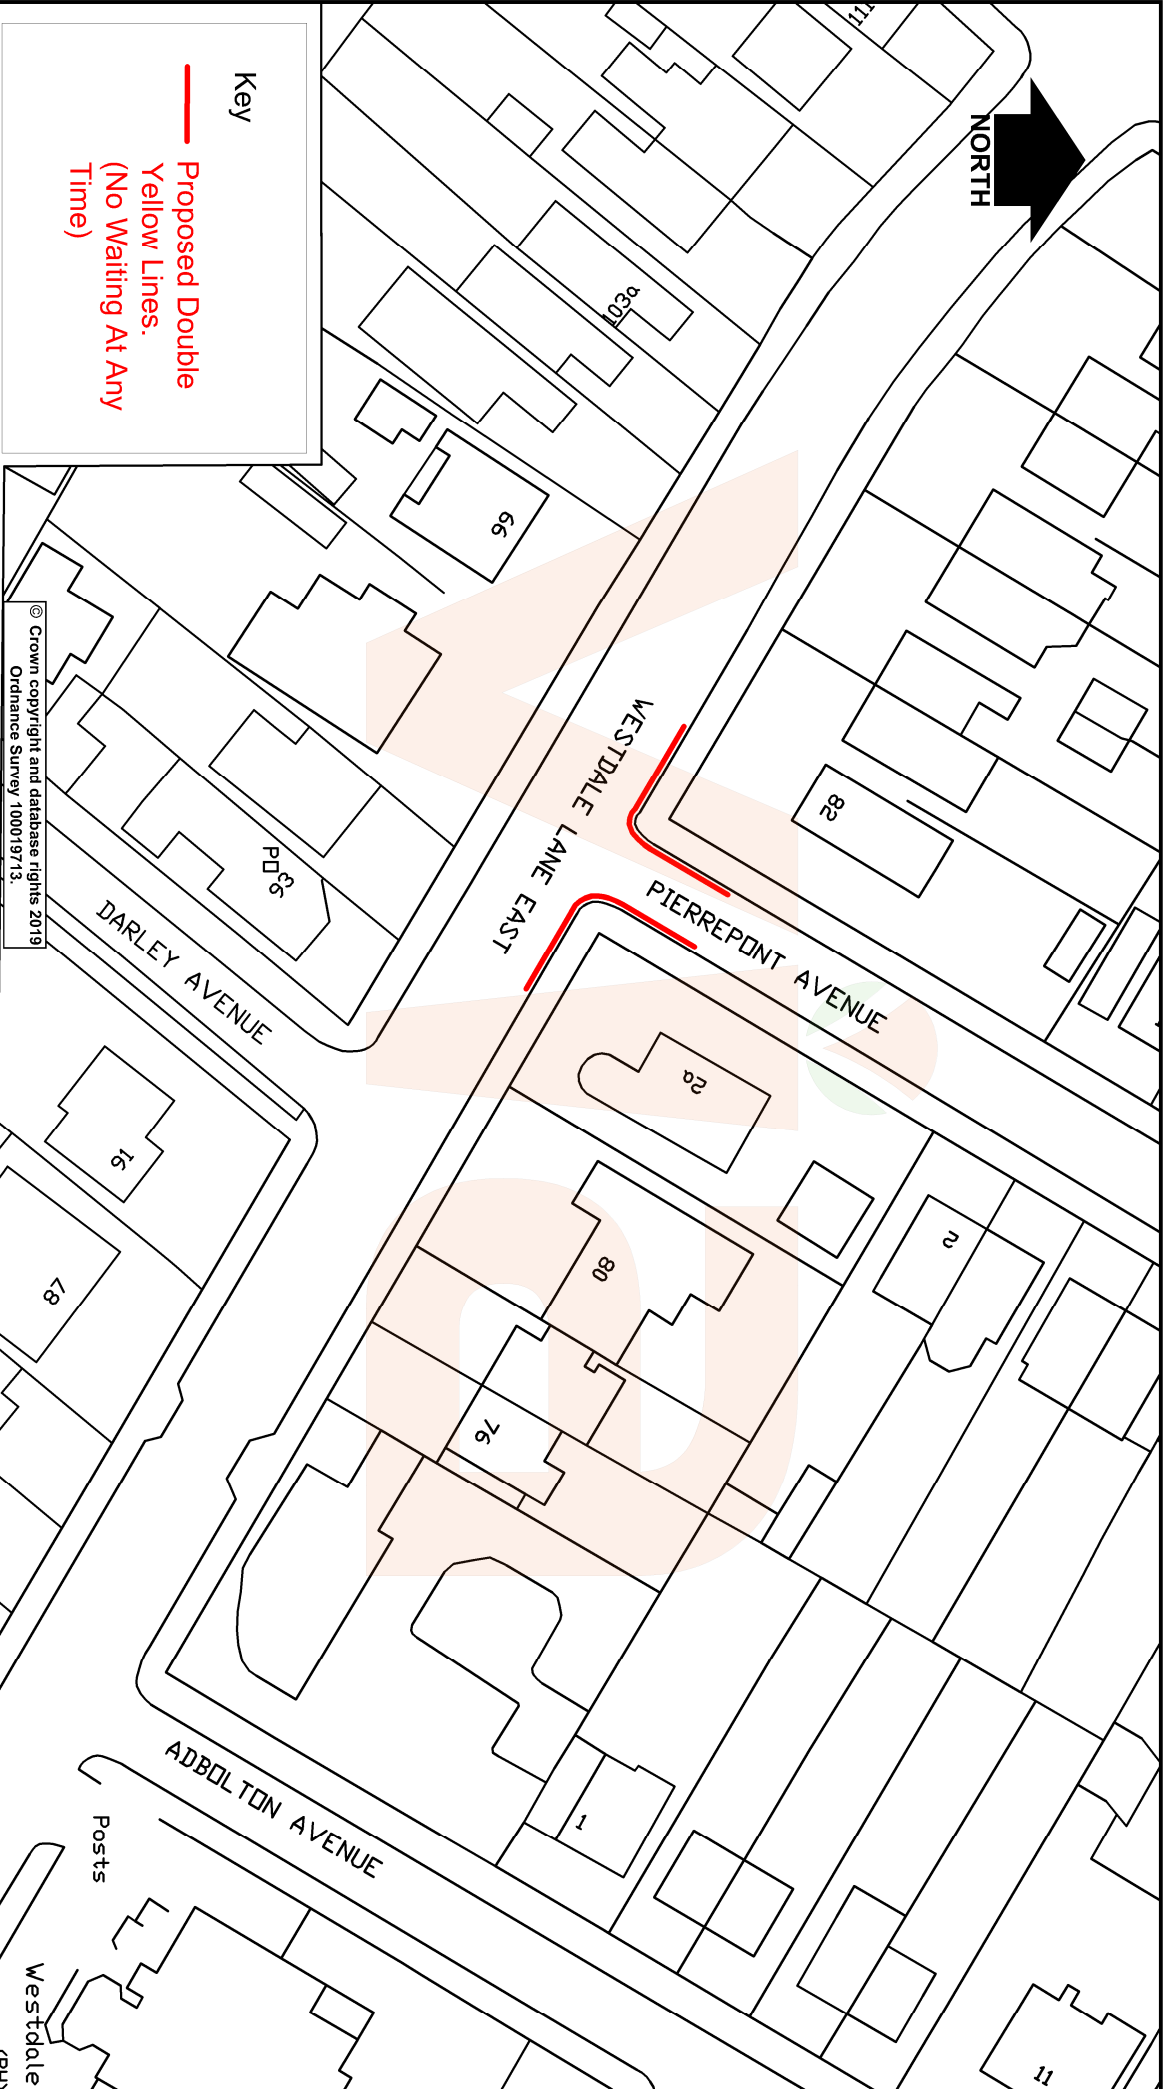 Key
Proposed Double
Yellow Lines.
(No Waiting At Any
Time)
NORTH
111
103a
99
82
WESTDALE LANE EAST
PIERREPONT AVENUE
PO
93
DARLEY AVENUE
2a
91
87
80
2
76
ADBOLTON AVENUE
1
Posts
11
Westdale
(PH)
© Crown copyright and database rights 2019
Ordnance Survey 100019713.